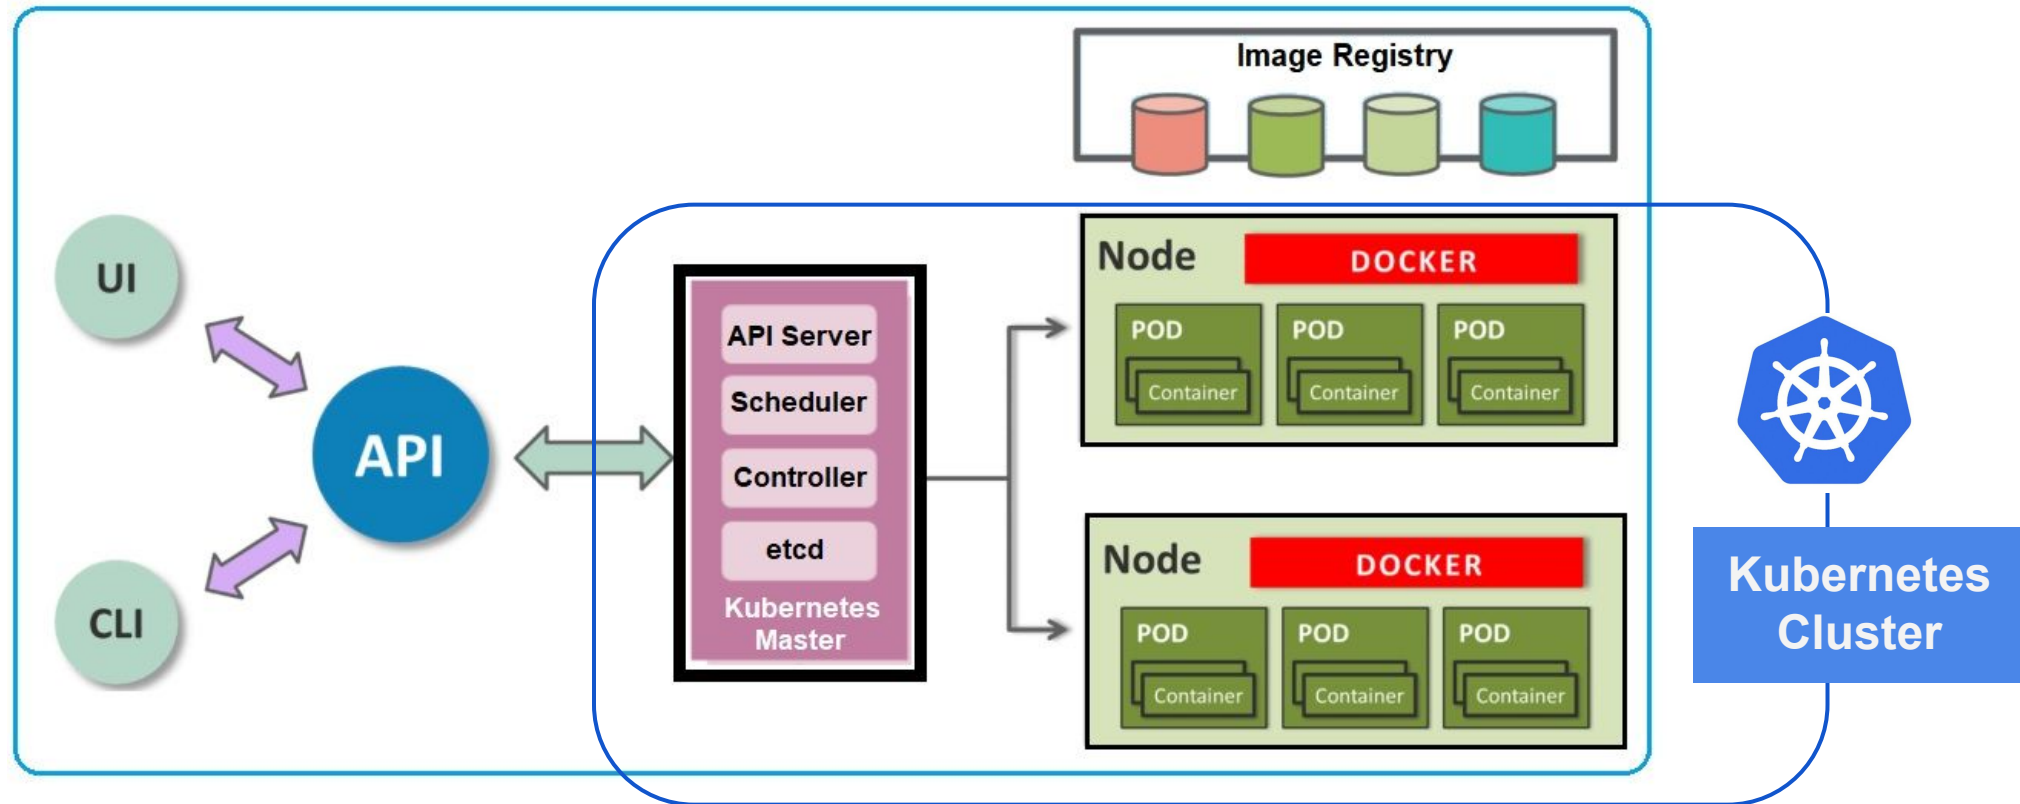 Image Registry
UI
API
CLI
API Server
Scheduler
Controller
etcd
Kubernetes
Master
Node
DOCKER
POD
POD
POD
Container
Container
Container
Node
DOCKER
POD
POD
POD
Container
Container
Container
Kubernetes
Cluster